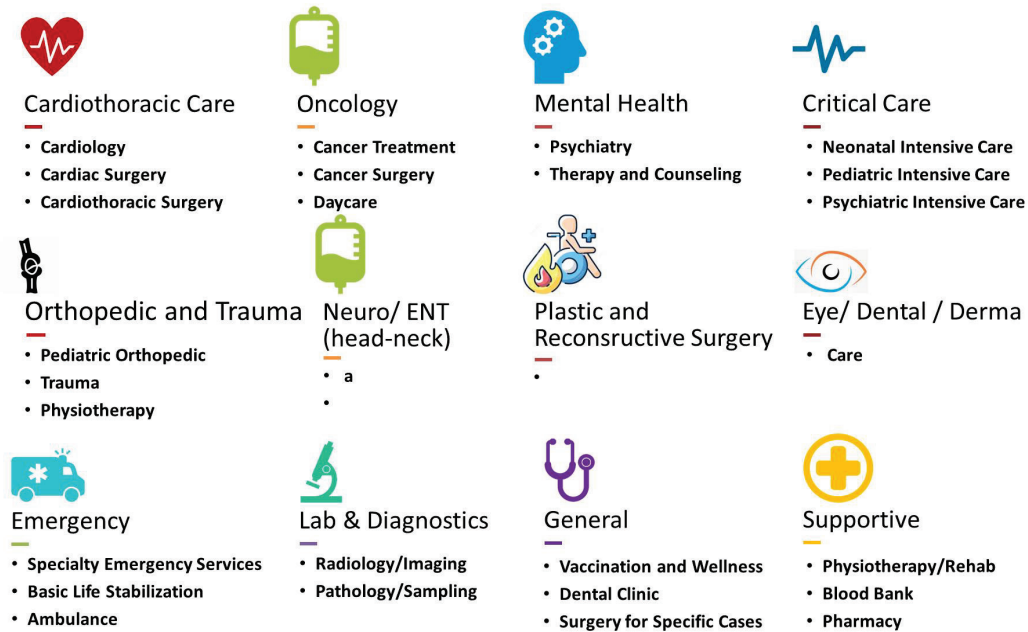 Cardiothoracic Care
• Cardiology
• Cardiac Surgery
• Cardiothoracic Surgery
Oncology
• Cancer Treatment
• Cancer Surgery
• Daycare
Mental Health
• Psychiatry
• Therapy and Counseling
Critical Care
• Neonatal Intensive Care
• Pediatric Intensive Care
• Psychiatric Intensive Care
Orthopedic and Trauma
• Pediatric Orthopedic
• Trauma
• Physiotherapy
Neuro/ ENT
(head-neck)
• a
•
Plastic and
Reconsructive Surgery
•
Eye/ Dental / Derma
• Care
Emergency
• Specialty Emergency Services
• Basic Life Stabilization
• Ambulance
Lab & Diagnostics
• Radiology/Imaging
• Pathology/Sampling
General
• Vaccination and Wellness
• Dental Clinic
• Surgery for Specific Cases
Supportive
• Physiotherapy/Rehab
• Blood Bank
• Pharmacy